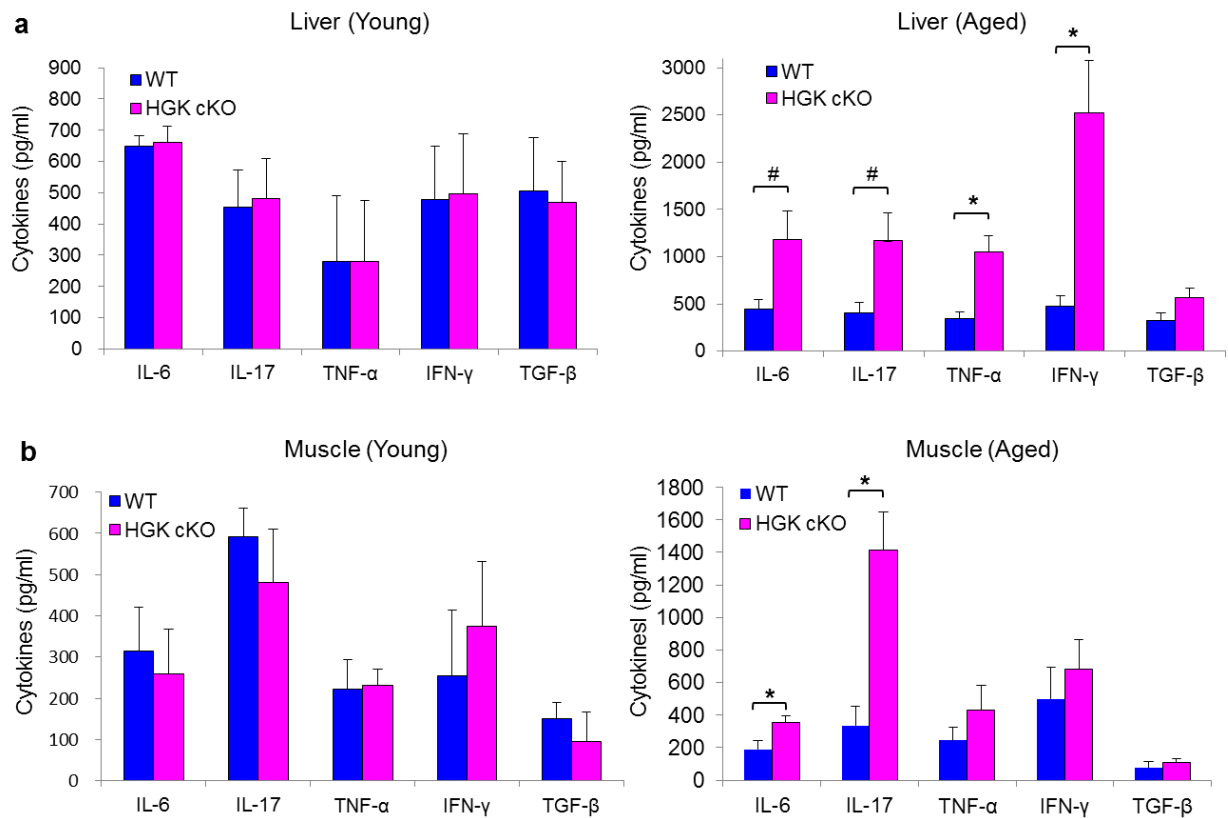 a
Liver (Young)
Cytokines (pg/ml)
900
800
700
600
500
400
300
200
100
0
WT
HGK cKO
IL-6 IL-17 TNF-α IFN-γ TGF-β
Liver (Aged)
Cytokines (pg/ml)
3000
2500
2000
1500
1000
500
0
WT
HGK cKO
# # * *
IL-6 IL-17 TNF-α IFN-γ TGF-β
b
Muscle (Young)
Cytokines (pg/ml)
700
600
500
400
300
200
100
0
WT
HGK cKO
IL-6 IL-17 TNF-α IFN-γ TGF-β
Muscle (Aged)
Cytokinesl (pg/ml)
1800
1600
1400
1200
1000
800
600
400
200
0
WT
HGK cKO
* *
IL-6 IL-17 TNF-α IFN-γ TGF-β